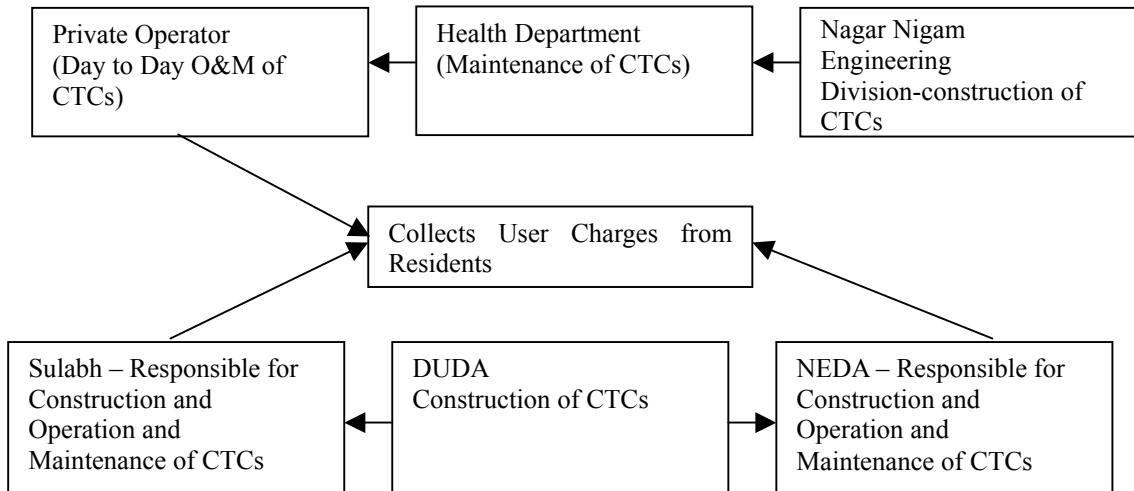 Private Operator
(Day to Day O&M of
CTCs)
Health Department
(Maintenance of CTCs)
Nagar Nigam
Engineering
Division-construction of
CTCs
Collects User Charges from
Residents
Sulabh – Responsible for
Construction and
Operation and
Maintenance of CTCs
DUDA
Construction of CTCs
NEDA – Responsible for
Construction and
Operation and
Maintenance of CTCs